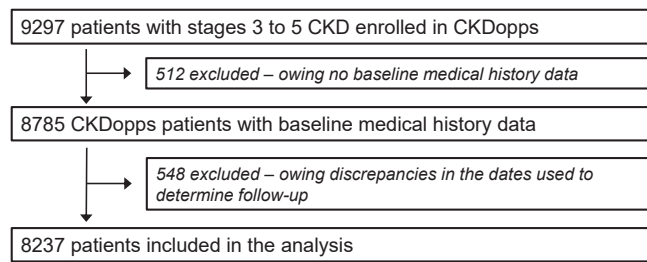 9297 patients with stages 3 to 5 CKD enrolled in CKDopps
512 excluded – owing no baseline medical history data
8785 CKDopps patients with baseline medical history data
548 excluded – owing discrepancies in the dates used to
determine follow-up
8237 patients included in the analysis